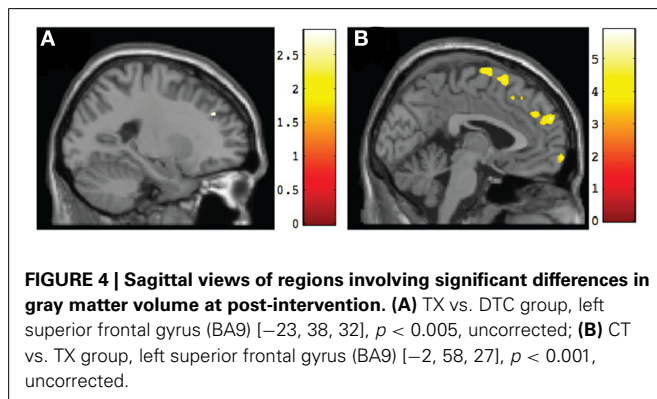 A
B
2.5
2
1.5
1
0.5
0
5
4
3
2
1
0
FIGURE 4 | Sagittal views of regions involving significant differences in
gray matter volume at post-intervention. (A) TX vs. DTC group, left
superior frontal gyrus (BA9) [−23, 38, 32], p < 0.005, uncorrected; (B) CT
vs. TX group, left superior frontal gyrus (BA9) [−2, 58, 27], p < 0.001,
uncorrected.